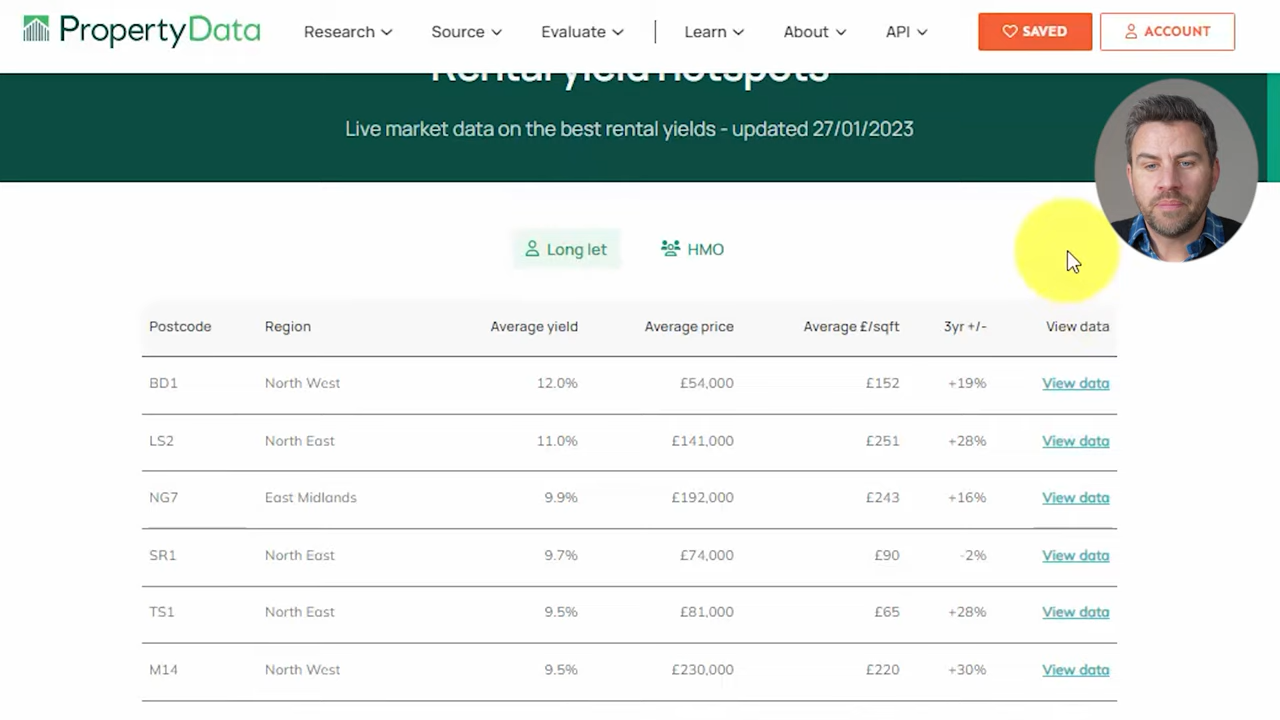 PropertyData
Research
Source
Evaluate
Learn
About
API
SAVED
ACCOUNT
Rental yield hotspots
Live market data on the best rental yields - updated 27/01/2023
Long let
HMO
Postcode Region Average yield Average price Average £/sqft 3yr +/- View data
BD1 North West 12.0% £54,000 £152 +19% View data
LS2 North East 11.0% £141,000 £251 +28% View data
NG7 East Midlands 9.9% £192,000 £243 +16% View data
SR1 North East 9.7% £74,000 £90 -2% View data
TS1 North East 9.5% £81,000 £65 +28% View data
M14 North West 9.5% £230,000 £220 +30% View data